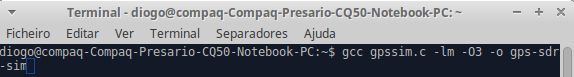 Terminal - diogo@compaq-Compaq-Presario-CQ50-Notebook-PC: ~
Ficheiro Editar Ver Terminal Separadores Ajuda
diogo@compaq-Compaq-Presario-CQ50-Notebook-PC:~$ gcc gpssim.c -lm -O3 -o gps-sdr
-sim